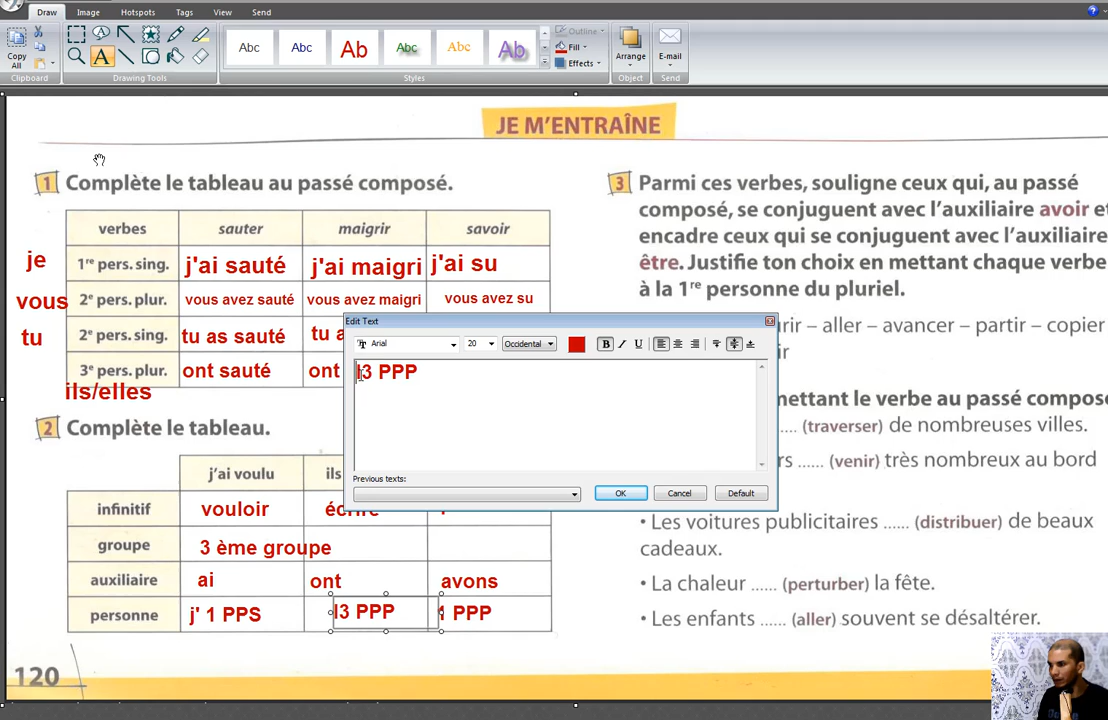 Draw Image Hotspots Tags View Send
Copy All
Abc Abc Ab Abc Abc Ab
Outline
Fill
Effects
Arrange
E-mail
Clipboard Drawing Tools Styles Object Send
JE M'ENTRAÎNE
1 Complète le tableau au passé composé.
verbes sauter maigrir savoir
je 1re pers. sing. j'ai sauté j'ai maigri j'ai su
vous 2e pers. plur. vous avez sauté vous avez maigri vous avez su
tu 2e pers. sing. tu as sauté tu a
3e pers. plur. ont sauté ont
ils/elles
2 Complète le tableau.
j'ai voulu ils
infinitif vouloir écrire
groupe 3 ème groupe
auxiliaire ai ont avons
personne j' 1 PPS I3 PPP 1 PPP
120
Edit Text
Arial 20 Occidental B I U
I3 PPP
Previous texts:
OK Cancel Default
3 Parmi ces verbes, souligne ceux qui, au passé
composé, se conjuguent avec l'auxiliaire avoir et
encadre ceux qui se conjuguent avec l'auxiliaire
être. Justifie ton choix en mettant chaque verbe
à la 1re personne du pluriel.
rir – aller – avancer – partir – copier
ir
mettant le verbe au passé composé
.... (traverser) de nombreuses villes.
rs ...... (venir) très nombreux au bord
• Les voitures publicitaires ...... (distribuer) de beaux
cadeaux.
• La chaleur ...... (perturber) la fête.
• Les enfants ...... (aller) souvent se désaltérer.